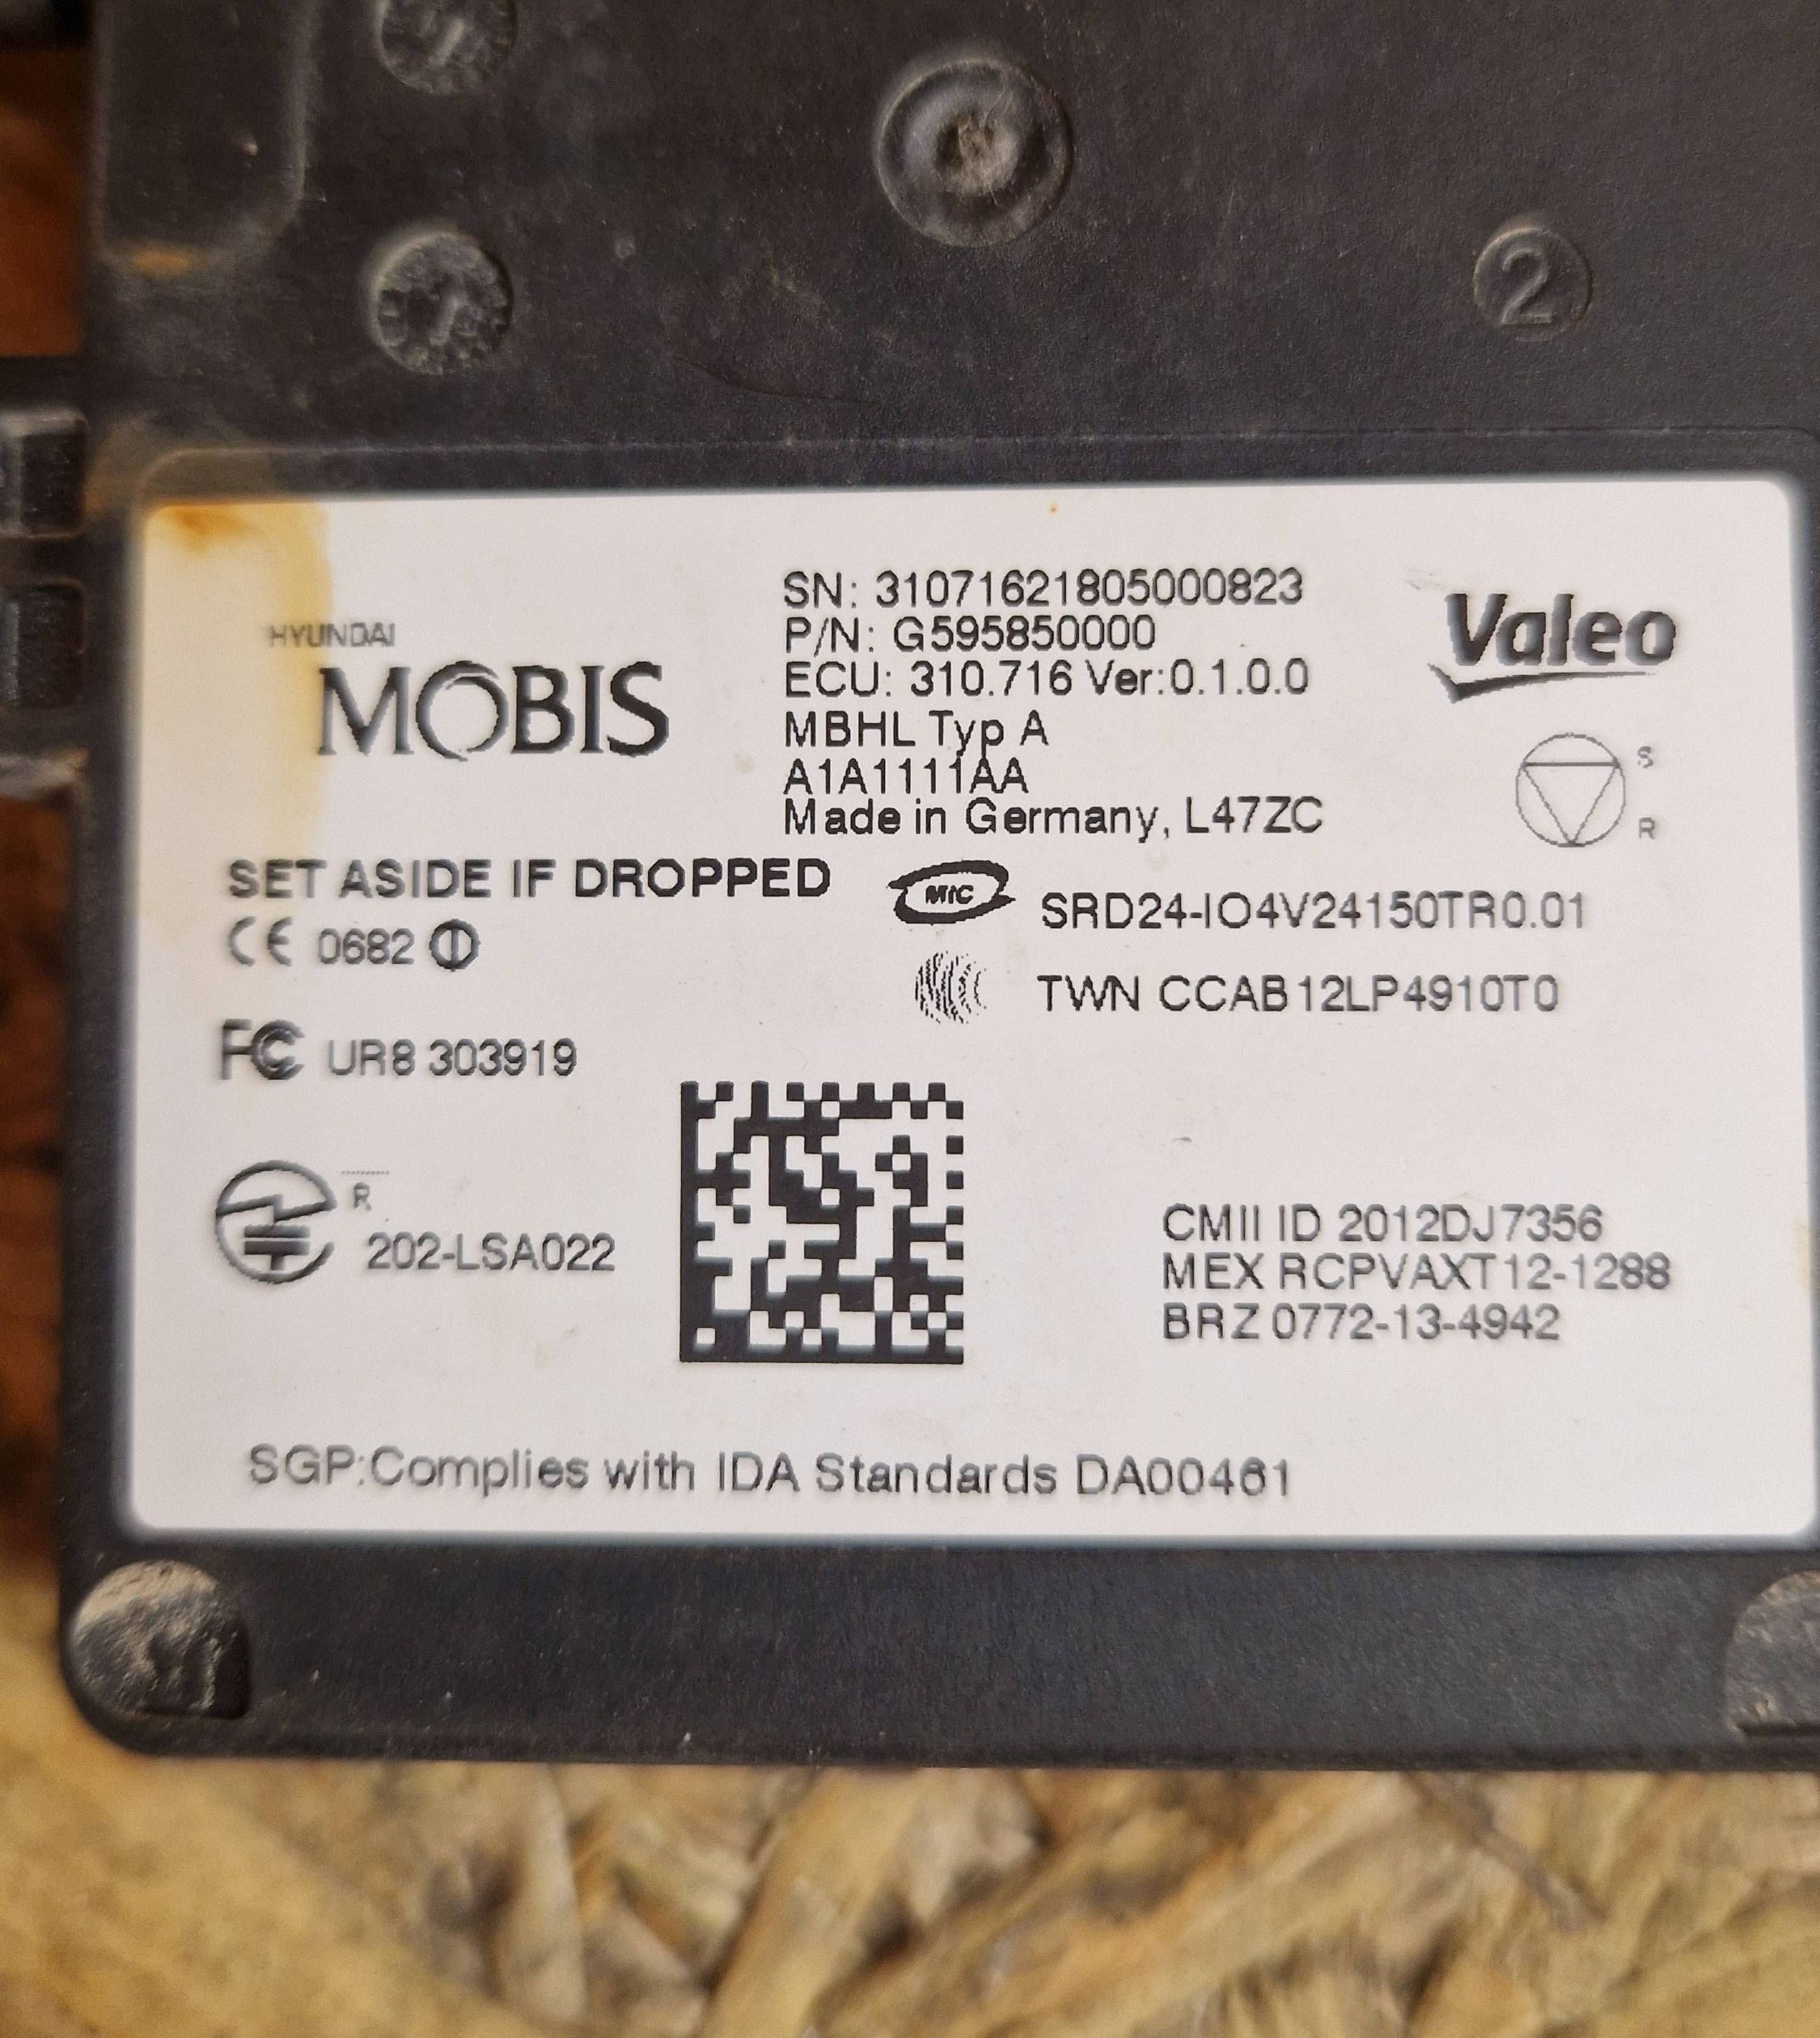 2
HYUNDAI
MOBIS
SN: 31071621805000823
P/N: G595850000
ECU: 310.716 Ver:0.1.0.0
MBHL Typ A
A1A1111AA
Made in Germany, L47ZC
Valeo
S
R
SET ASIDE IF DROPPED
CE 0682
MIC SRD24-IO4V24150TR0.01
TWN CCAB12LP4910T0
FC UR8 303919
R
202-LSA022
CMII ID 2012DJ7356
MEX RCPVAXT12-1288
BRZ 0772-13-4942
SGP:Complies with IDA Standards DA00461